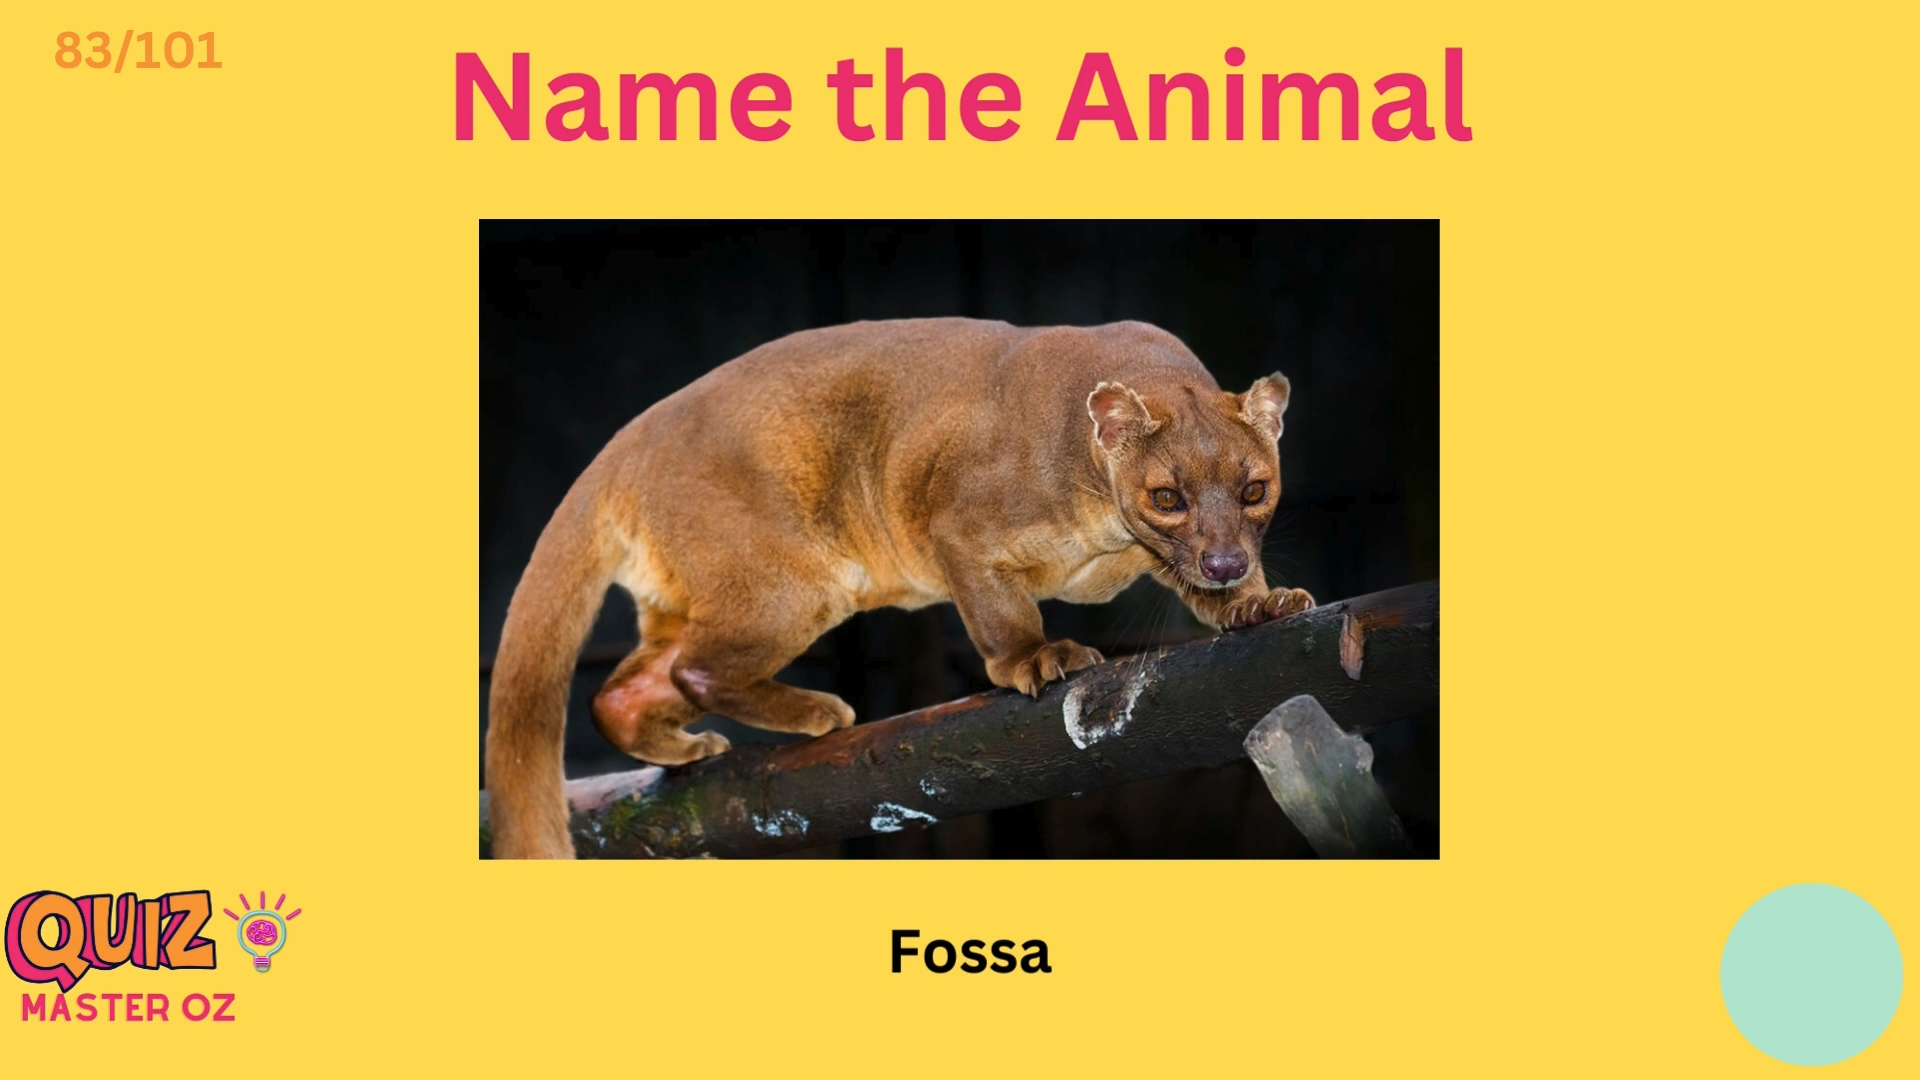 83/101
Name the Animal
Fossa
QUIZ
MASTER OZ